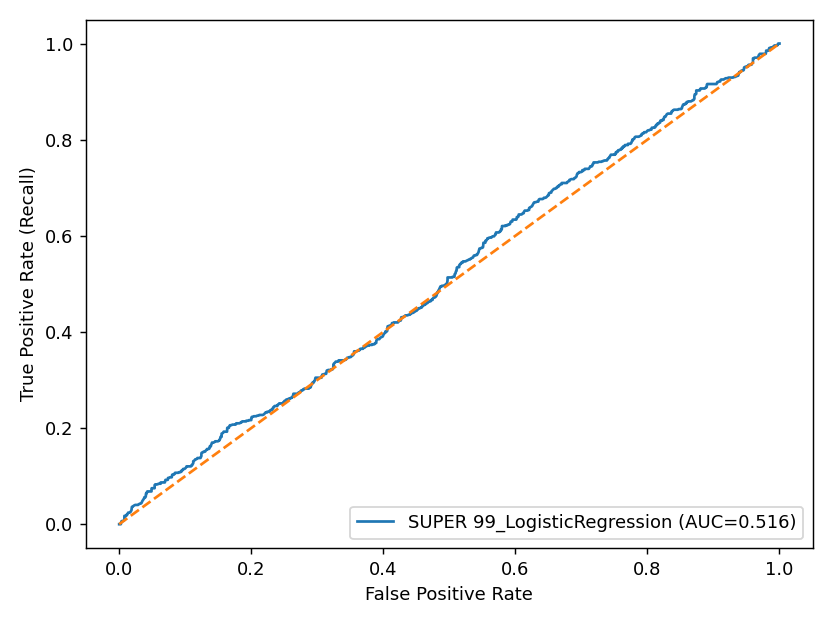 1.0
0.8
0.6
0.4
0.2
0.0
True Positive Rate (Recall)
SUPER 99_LogisticRegression (AUC=0.516)
0.0 0.2 0.4 0.6 0.8 1.0
False Positive Rate